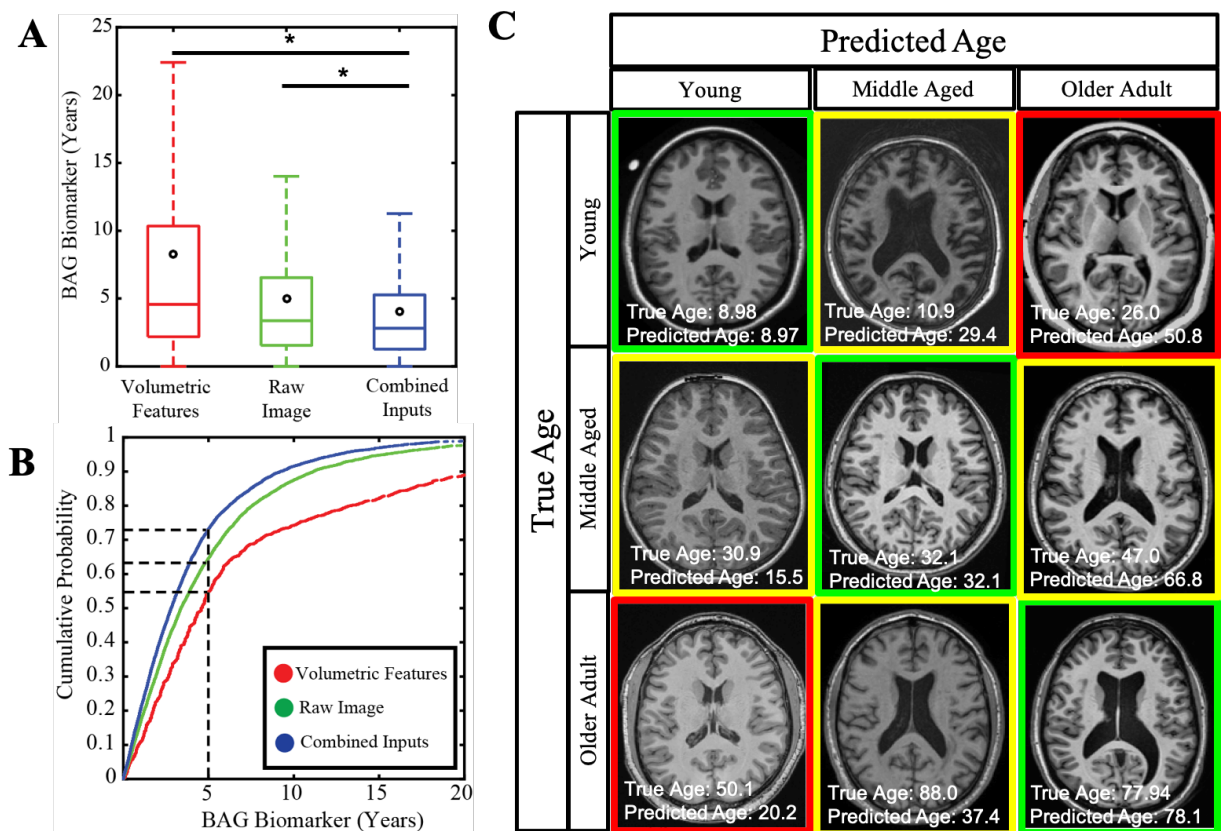 A
25
20
15
10
5
0
BAG Biomarker (Years)
*
*
Volumetric
Features
Raw
Image
Combined
Inputs
B
1
0.9
0.8
0.7
0.6
0.5
0.4
0.3
0.2
0.1
0
Cumulative Probability
Volumetric Features
Raw Image
Combined Inputs
5
10
15
20
BAG Biomarker (Years)
C
Predicted Age
Young
Middle Aged
Older Adult
True Age
Young
True Age: 8.98
Predicted Age: 8.97
True Age: 10.9
Predicted Age: 29.4
True Age: 26.0
Predicted Age: 50.8
Middle Aged
True Age: 30.9
Predicted Age: 15.5
True Age: 32.1
Predicted Age: 32.1
True Age: 47.0
Predicted Age: 66.8
Older Adult
True Age: 50.1
Predicted Age: 20.2
True Age: 88.0
Predicted Age: 37.4
True Age: 77.94
Predicted Age: 78.1